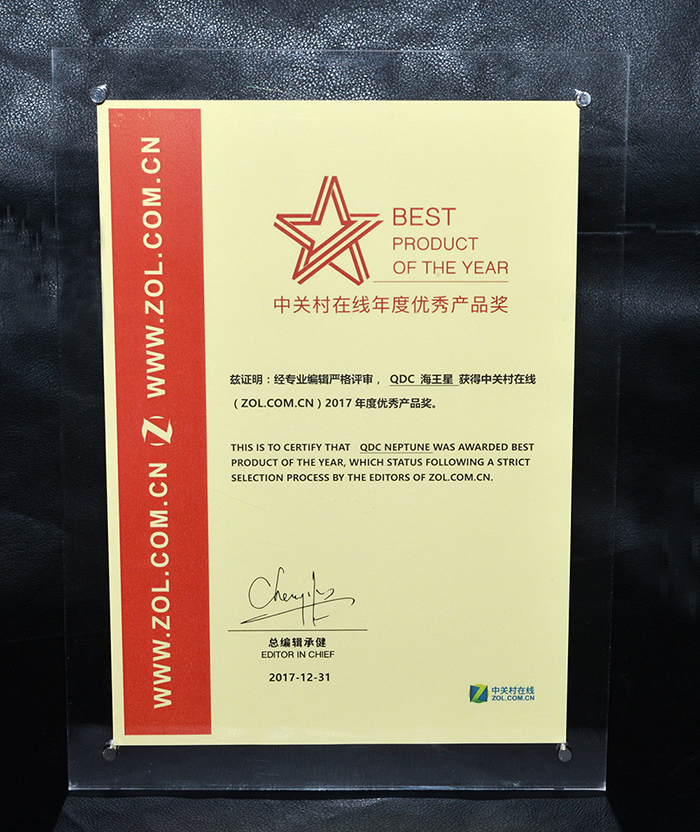 WWW.ZOL.COM.CN Z WWW.ZOL.COM.CN
BEST
PRODUCT
OF THE YEAR
中关村在线年度优秀产品奖
兹证明：经专业编辑严格评审， QDC 海王星 获得中关村在线
（ZOL.COM.CN）2017 年度优秀产品奖。
THIS IS TO CERTIFY THAT QDC NEPTUNE WAS AWARDED BEST
PRODUCT OF THE YEAR, WHICH STATUS FOLLOWING A STRICT
SELECTION PROCESS BY THE EDITORS OF ZOL.COM.CN.
总编辑承健
EDITOR IN CHIEF
2017-12-31
中关村在线
ZOL.COM.CN